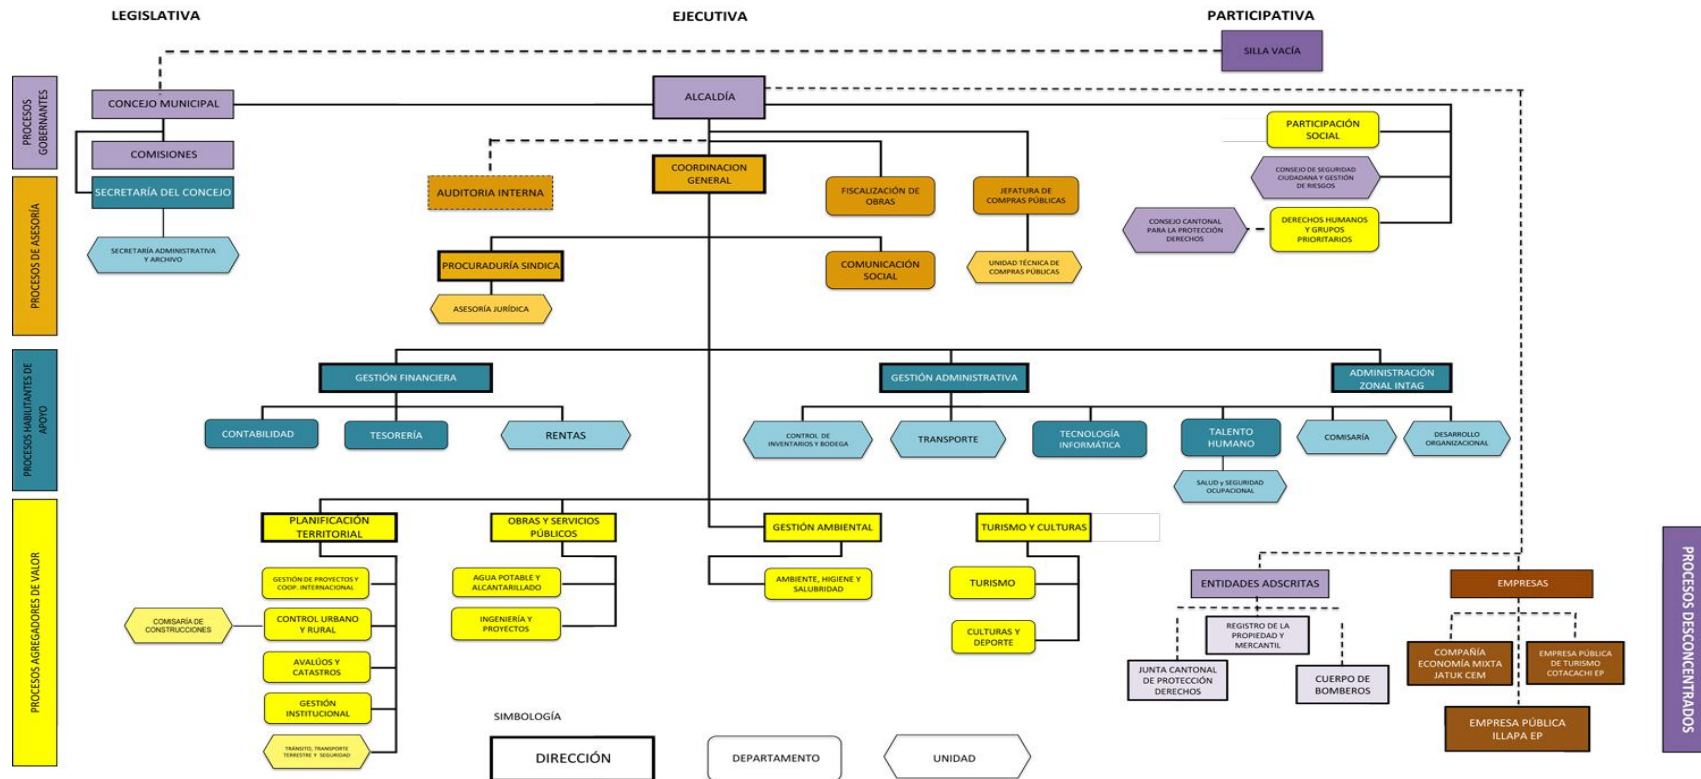 LEGISLATIVA
EJECUTIVA
PARTICIPATIVA
SILLA VACÍA
PROCESOS
GOBERNANTES
CONCEJO MUNICIPAL
ALCALDÍA
PARTICIPACIÓN
SOCIAL
COMISIONES
COORDINACION
GENERAL
CONSEJO DE SEGURIDAD
CIUDADANA Y GESTIÓN
DE RIESGOS
PROCESOS DE ASESORÍA
SECRETARÍA DEL CONCEJO
AUDITORIA INTERNA
FISCALIZACIÓN DE
OBRAS
JEFATURA DE
COMPRAS PÚBLICAS
CONSEJO CANTONAL
PARA LA PROTECCIÓN
DERECHOS
DERECHOS HUMANOS
Y GRUPOS
PRIORITARIOS
SECRETARÍA ADMINISTRATIVA
Y ARCHIVO
PROCURADURÍA SINDICA
COMUNICACIÓN
SOCIAL
UNIDAD TÉCNICA DE
COMPRAS PÚBLICAS
ASESORÍA JURÍDICA
PROCESOS HABILITANTES DE
APOYO
GESTIÓN FINANCIERA
GESTIÓN ADMINISTRATIVA
ADMINISTRACIÓN
ZONAL INTAG
CONTABILIDAD
TESORERÍA
RENTAS
CONTROL DE
INVENTARIOS Y BODEGA
TRANSPORTE
TECNOLOGÍA
INFORMÁTICA
TALENTO
HUMANO
COMISARÍA
DESARROLLO
ORGANIZACIONAL
SALUD y SEGURIDAD
OCUPACIONAL
PROCESOS AGREGADORES DE VALOR
PLANIFICACIÓN
TERRITORIAL
OBRAS Y SERVICIOS
PÚBLICOS
GESTIÓN AMBIENTAL
TURISMO Y CULTURAS
PROCESOS DESCONCENTRADOS
GESTIÓN DE PROYECTOS Y
COOP. INTERNACIONAL
AGUA POTABLE Y
ALCANTARILLADO
AMBIENTE, HIGIENE Y
SALUBRIDAD
TURISMO
ENTIDADES ADSCRITAS
EMPRESAS
COMISARÍA DE
CONSTRUCCIONES
CONTROL URBANO
Y RURAL
INGENIERÍA Y
PROYECTOS
CULTURAS Y
DEPORTE
REGISTRO DE LA
PROPIEDAD Y
MERCANTIL
COMPAÑÍA
ECONOMÍA MIXTA
JATUK CEM
EMPRESA PÚBLICA
DE TURISMO
COTACACHI EP
AVALÚOS Y
CATASTROS
JUNTA CANTONAL
DE PROTECCIÓN
DERECHOS
CUERPO DE
BOMBEROS
GESTIÓN
INSTITUCIONAL
EMPRESA PÚBLICA
ILLAPA EP
TRÁNSITO, TRANSPORTE
TERRESTRE Y SEGURIDAD
SIMBOLOGÍA
DIRECCIÓN
DEPARTAMENTO
UNIDAD